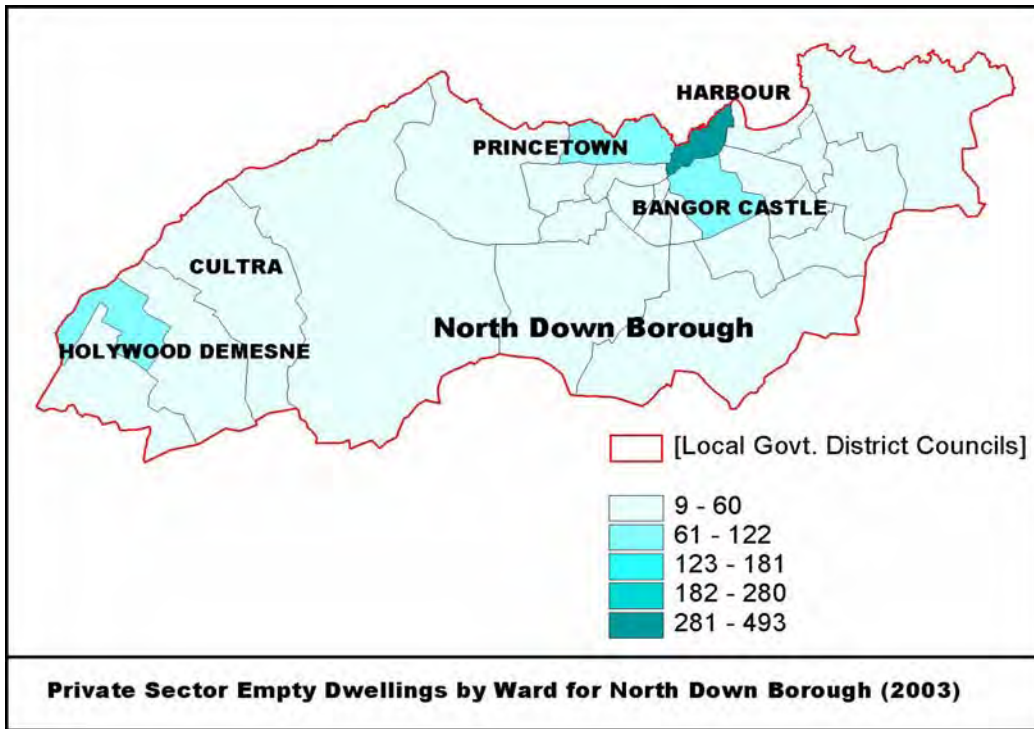 HARBOUR
PRINCETOWN
BANGOR CASTLE
CULTRA
North Down Borough
HOLYWOOD DEMESNE
[Local Govt. District Councils]
9 - 60
61 - 122
123 - 181
182 - 280
281 - 493
Private Sector Empty Dwellings by Ward for North Down Borough (2003)